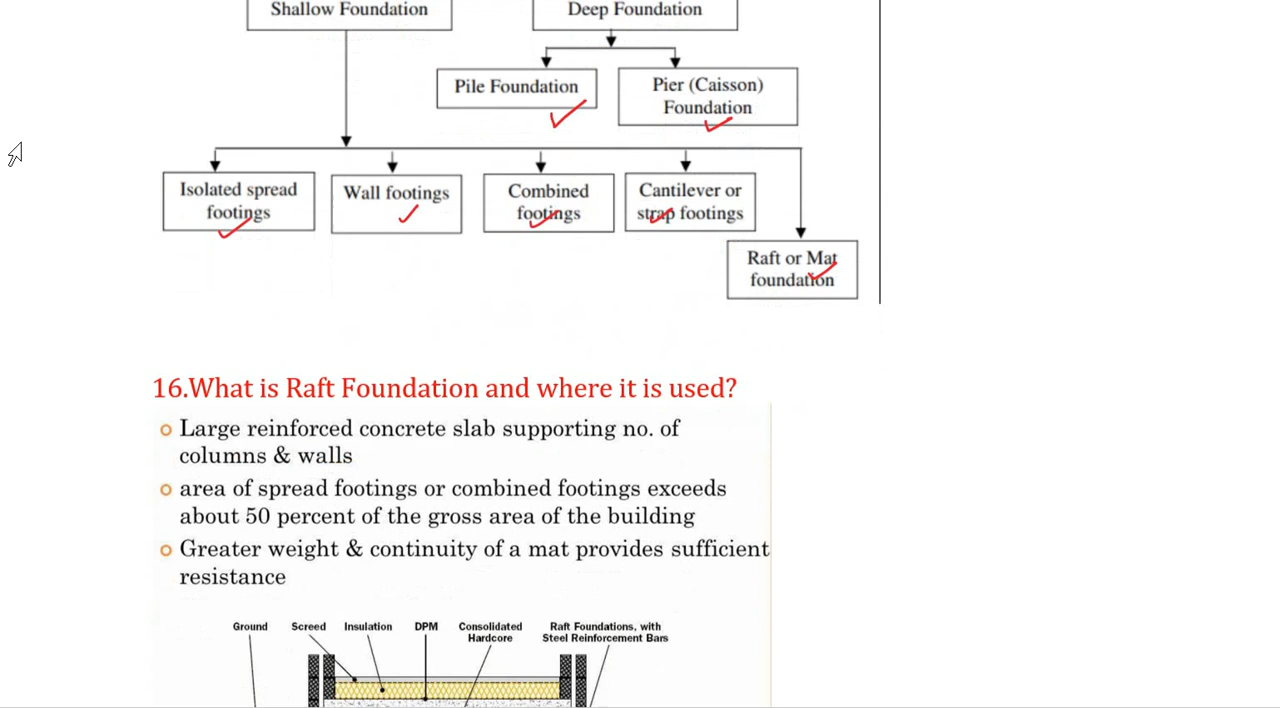 Shallow Foundation
Deep Foundation
Pile Foundation
Pier (Caisson)
Foundation
Isolated spread
footings
Wall footings
Combined
footings
Cantilever or
strap footings
Raft or Mat
foundation
16.What is Raft Foundation and where it is used?
Large reinforced concrete slab supporting no. of
columns & walls
area of spread footings or combined footings exceeds
about 50 percent of the gross area of the building
Greater weight & continuity of a mat provides sufficient
resistance
Ground
Screed
Insulation
DPM
Consolidated
Hardcore
Raft Foundations, with
Steel Reinforcement Bars